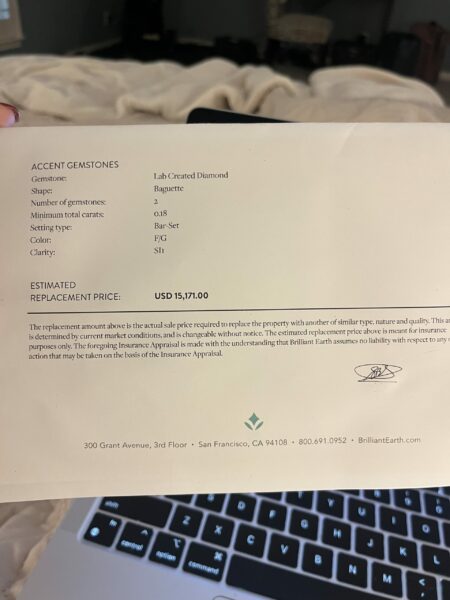 ACCENT GEMSTONES
Gemstone: Lab Created Diamond
Shape: Baguette
Number of gemstones: 2
Minimum total carats: 0.18
Setting type: Bar-Set
Color: F/G
Clarity: SI1
ESTIMATED
REPLACEMENT PRICE: USD 15,171.00
The replacement amount above is the actual sale price required to replace the property with another of similar type, nature and quality. This
is determined by current market conditions, and is changeable without notice. The estimated replacement price above is meant for insurance
purposes only. The foregoing Insurance Appraisal is made with the understanding that Brilliant Earth assumes no liability with respect to any
action that may be taken on the basis of the Insurance Appraisal.
300 Grant Avenue, 3rd Floor • San Francisco, CA 94108 • 800.691.0952 • BrilliantEarth.com
D F G H J K L
shift Z X C V B N M
fn control option command